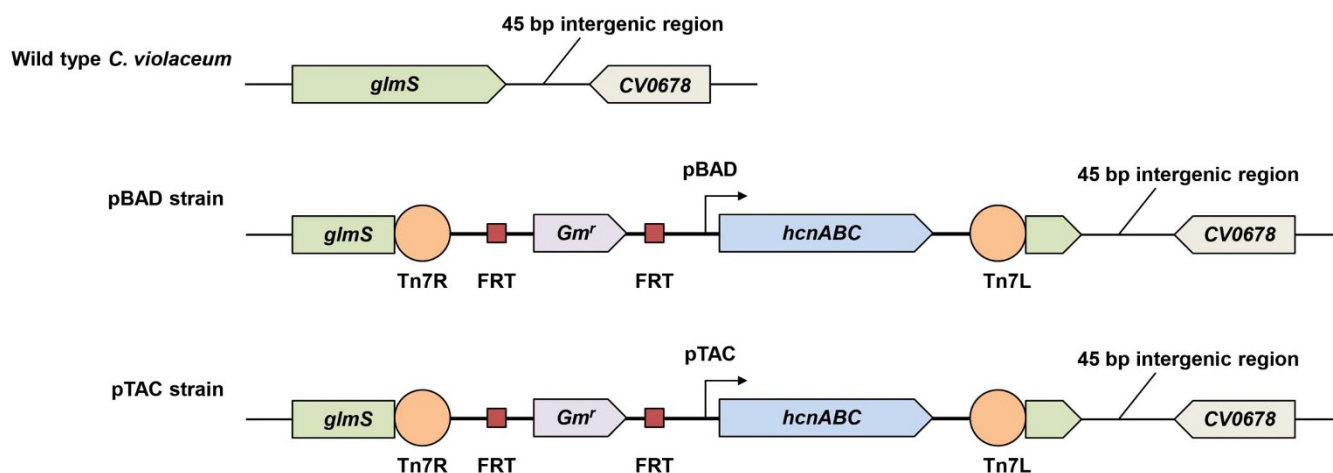 45 bp intergenic region
Wild type C. violaceum
glmS
CV0678
pBAD
45 bp intergenic region
pBAD strain
glmS
Gmʳ
hcnABC
CV0678
Tn7R
FRT
FRT
Tn7L
pTAC
45 bp intergenic region
pTAC strain
glmS
Gmʳ
hcnABC
CV0678
Tn7R
FRT
FRT
Tn7L